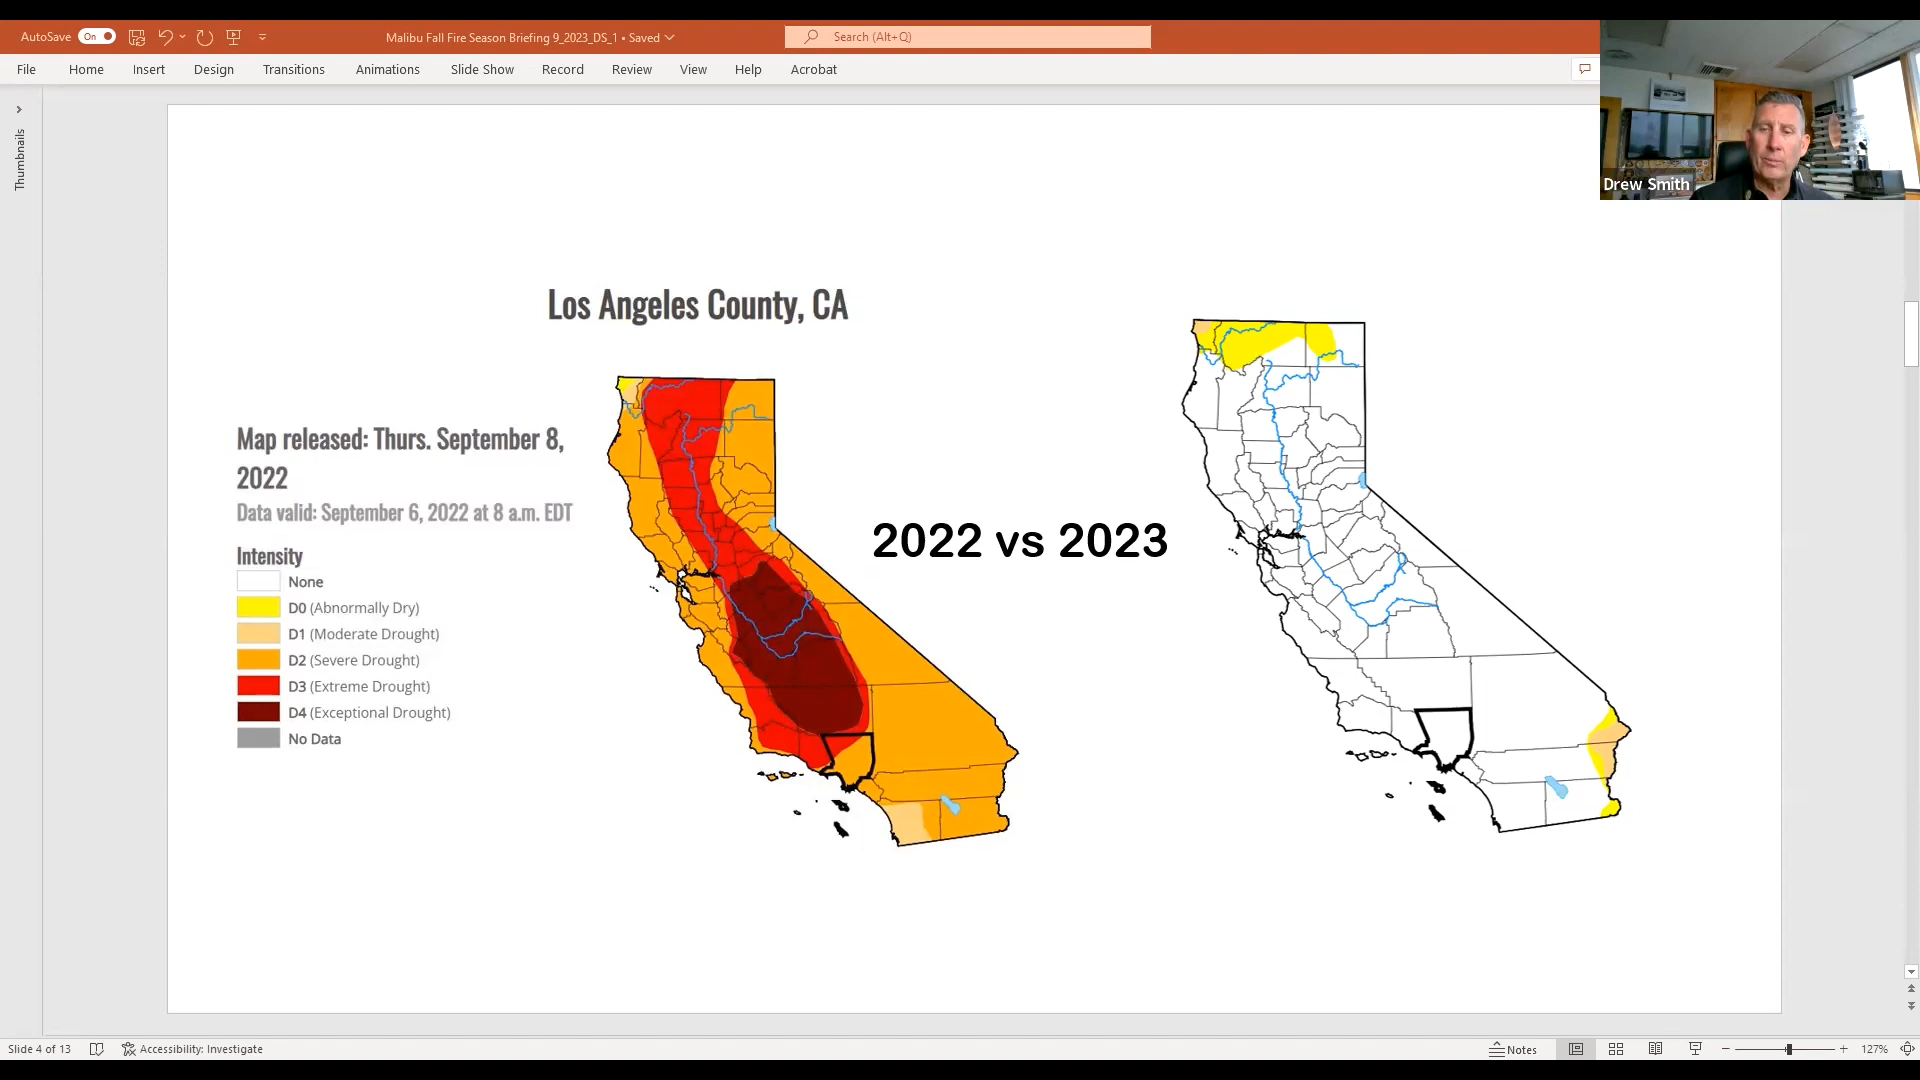 AutoSave
On
Malibu Fall Fire Season Briefing 9_2023_DS_1 • Saved
Search (Alt+Q)
File Home Insert Design Transitions Animations Slide Show Record Review View Help Acrobat
Thumbnails
Drew Smith
Los Angeles County, CA
Map released: Thurs. September 8,
2022
Data valid: September 6, 2022 at 8 a.m. EDT
Intensity
None
D0 (Abnormally Dry)
D1 (Moderate Drought)
D2 (Severe Drought)
D3 (Extreme Drought)
D4 (Exceptional Drought)
No Data
2022 vs 2023
Slide 4 of 13
Accessibility: Investigate
Notes
127%